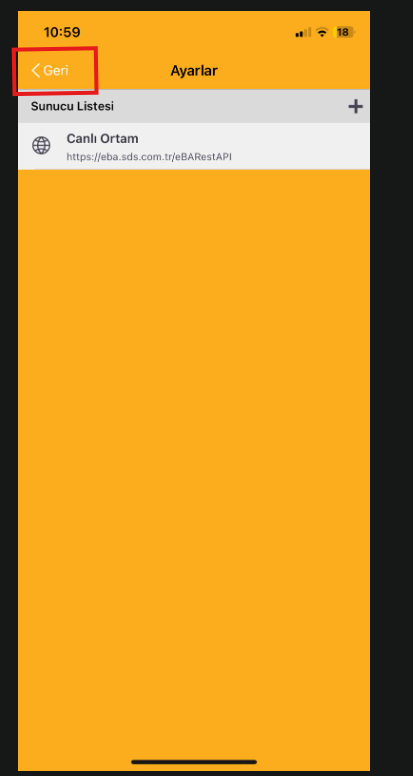 10:59
18
Geri
Ayarlar
Sunucu Listesi
Canlı Ortam
https://eba.sds.com.tr/eBARestAPI